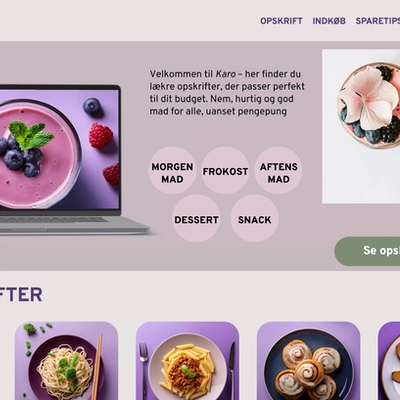 OPSKRIFT INDKØB SPARETIPS
Velkommen til Karo – her finder du
lækre opskrifter, der passer perfekt
til dit budget. Nem, hurtig og god
mad for alle, uanset pengepung
MORGEN
MAD
FROKOST
AFTENS
MAD
DESSERT
SNACK
Se ops
FTER